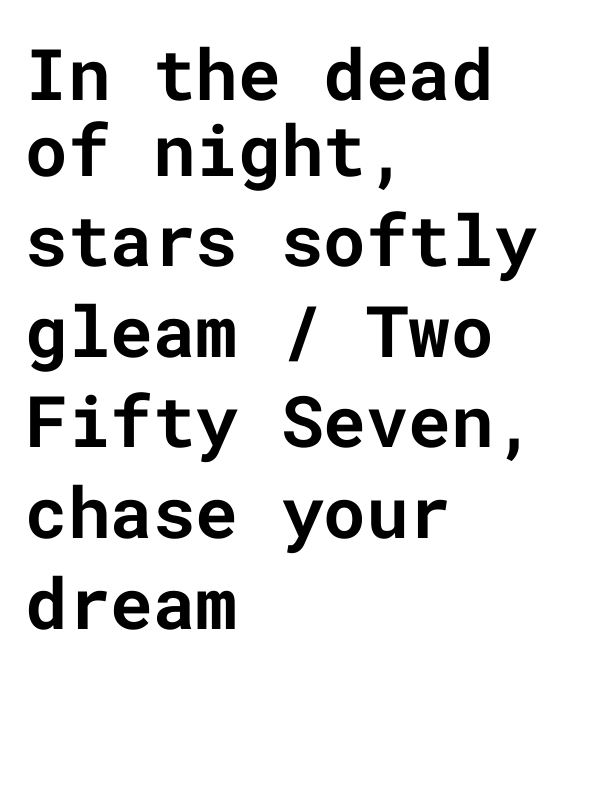 In the dead
of night,
stars softly
gleam / Two
Fifty Seven,
chase your
dream